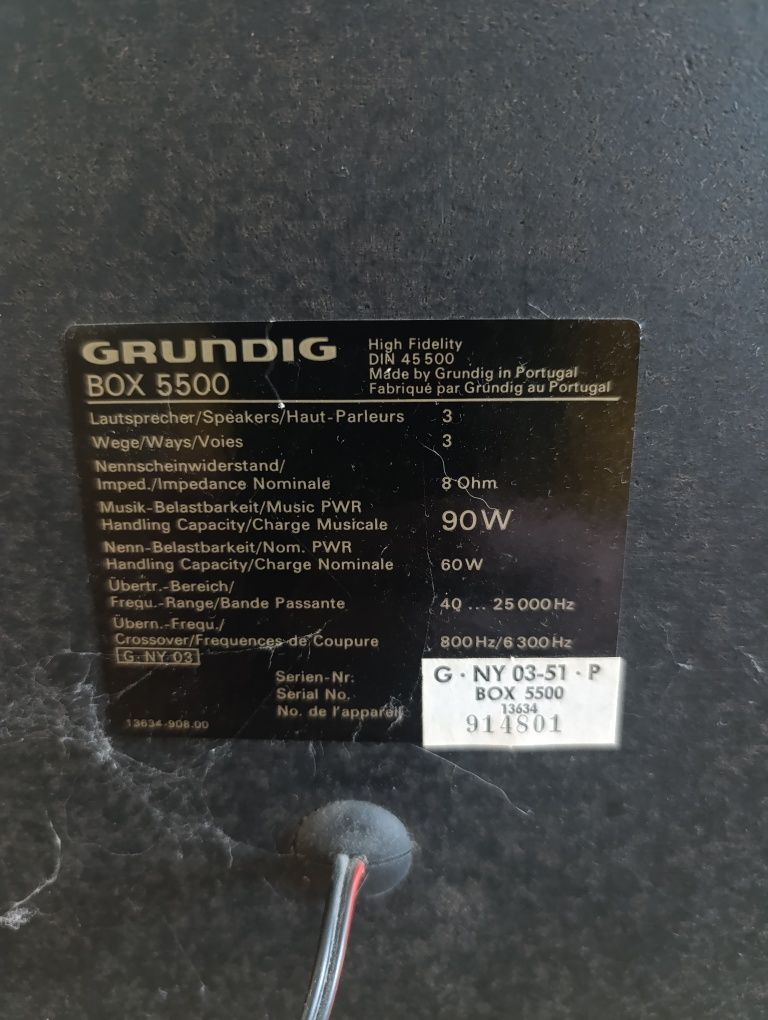 GRUNDIG
BOX 5500
High Fidelity
DIN 45 500
Made by Grundig in Portugal
Fabriqué par Grundig au Portugal
Lautsprecher/Speakers/Haut-Parleurs 3
Wege/Ways/Voies 3
Nennscheinwiderstand/
Imped./Impedance Nominale 8 Ohm
Musik-Belastbarkeit/Music PWR
Handling Capacity/Charge Musicale 90W
Nenn-Belastbarkeit/Nom. PWR
Handling Capacity/Charge Nominale 60W
Übertr.-Bereich/
Frequ.-Range/Bande Passante 40 ... 25 000 Hz
Übern.-Frequ./
Crossover/Frequences de Coupure 800 Hz/6 300 Hz
G · NY 03
Serien-Nr.
Serial No.
No. de l'appareil
13634-908.00
G · NY 03-51 · P
BOX 5500
13634
914801